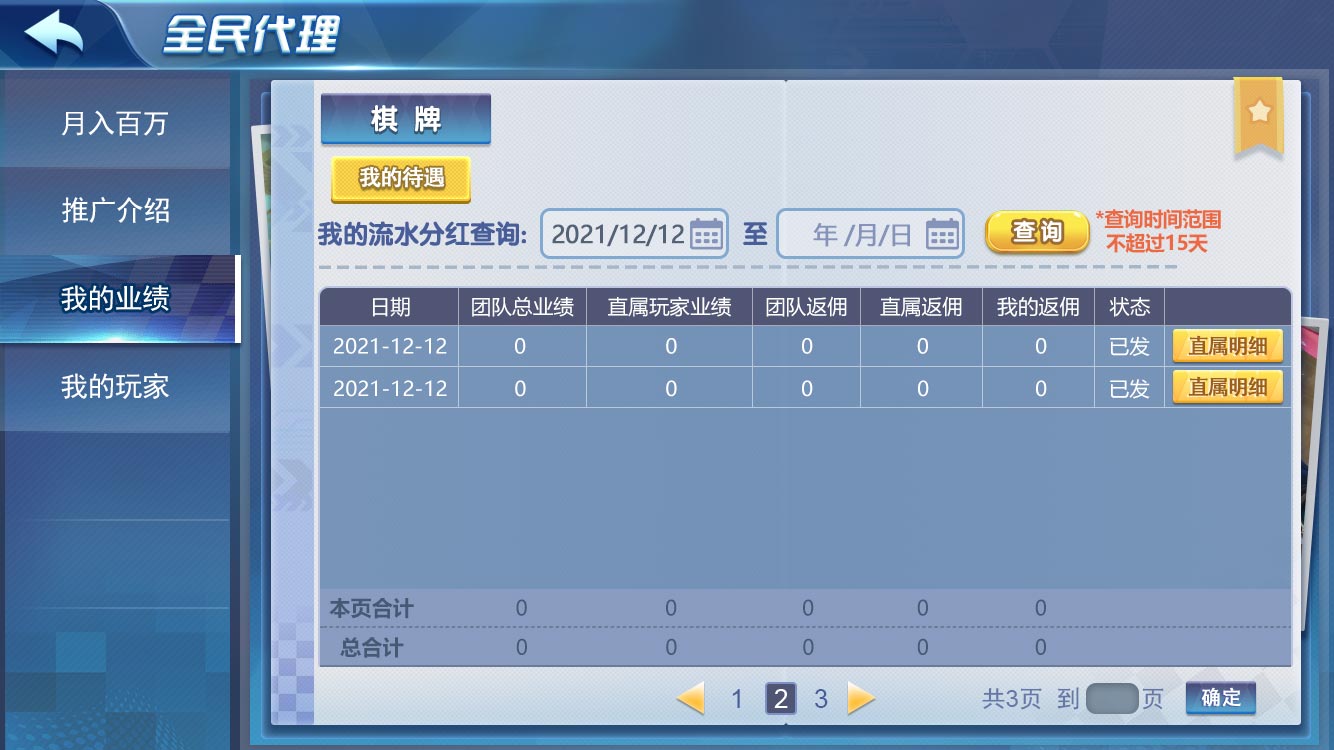 全民代理
月入百万
推广介绍
我的业绩
我的玩家
棋 牌
我的待遇
我的流水分红查询: 2021/12/12 至 年 /月/日 查询 *查询时间范围
不超过15天
日期 团队总业绩 直属玩家业绩 团队返佣 直属返佣 我的返佣 状态
2021-12-12 0 0 0 0 0 已发 直属明细
2021-12-12 0 0 0 0 0 已发 直属明细
本页合计 0 0 0 0 0
总合计 0 0 0 0 0
1 2 3 共3页 到 页 确定